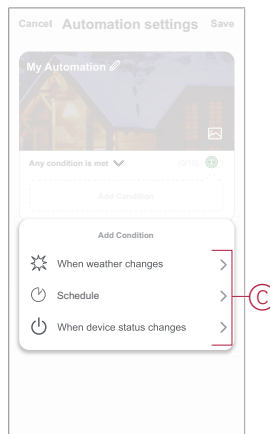 Cancel Automation settings Save
My Automation
Any condition is met (0/10)
Add Condition
Add Condition
When weather changes
Schedule
When device status changes
C